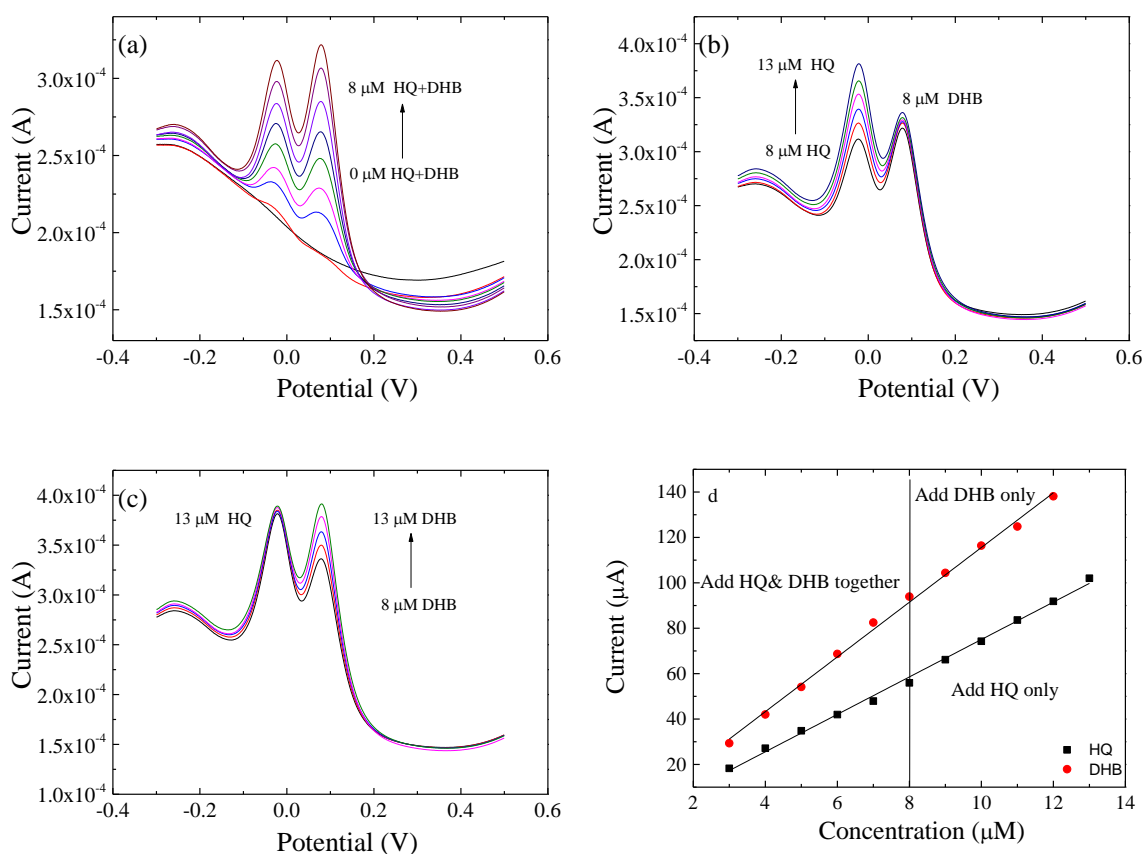 (a)
8 μM HQ+DHB
0 μM HQ+DHB
3.0x10-4
2.5x10-4
2.0x10-4
1.5x10-4
Current (A)
-0.4 -0.2 0.0 0.2 0.4 0.6
Potential (V)
(b)
13 μM HQ
8 μM DHB
8 μM HQ
4.0x10-4
3.5x10-4
3.0x10-4
2.5x10-4
2.0x10-4
1.5x10-4
Current (A)
-0.4 -0.2 0.0 0.2 0.4 0.6
Potential (V)
(c)
13 μM HQ
13 μM DHB
8 μM DHB
4.0x10-4
3.5x10-4
3.0x10-4
2.5x10-4
2.0x10-4
1.5x10-4
1.0x10-4
Current (A)
-0.4 -0.2 0.0 0.2 0.4 0.6
Potential (V)
d
Add DHB only
Add HQ& DHB together
Add HQ only
HQ
DHB
140
120
100
80
60
40
20
Current (μA)
2 4 6 8 10 12 14
Concentration (μM)